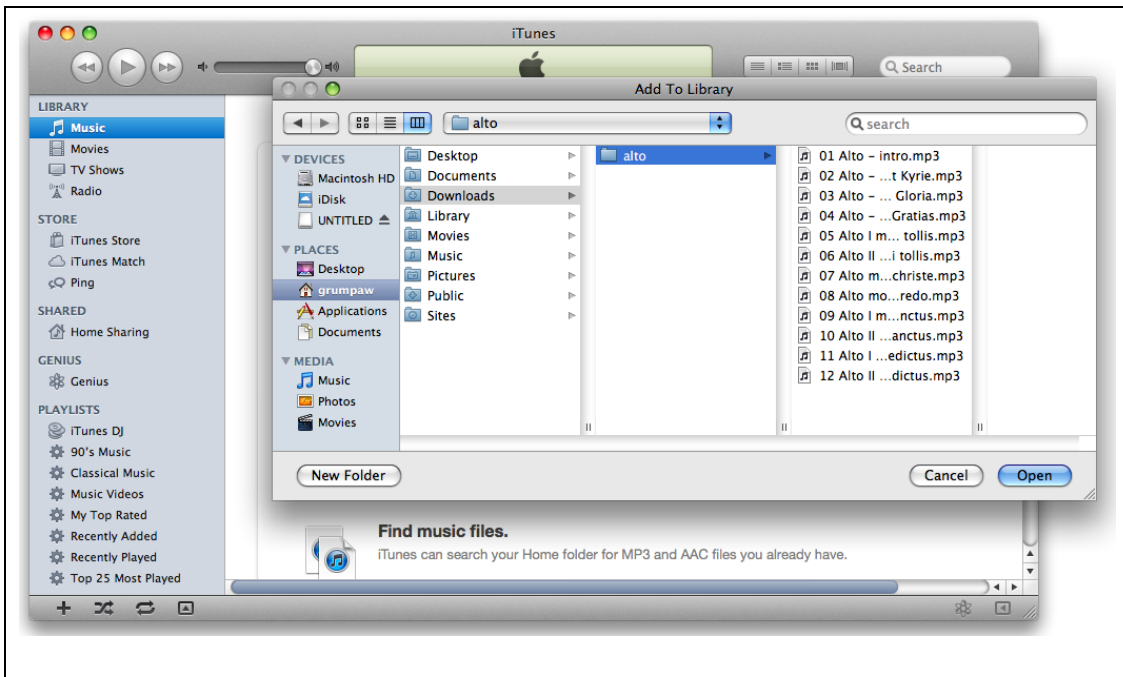 iTunes
Search
Add To Library
alto
search
LIBRARY
Music
Movies
TV Shows
Radio
STORE
iTunes Store
iTunes Match
Ping
SHARED
Home Sharing
GENIUS
Genius
PLAYLISTS
iTunes DJ
90's Music
Classical Music
Music Videos
My Top Rated
Recently Added
Recently Played
Top 25 Most Played
DEVICES
Macintosh HD
iDisk
UNTITLED
PLACES
Desktop
grumpaw
Applications
Documents
MEDIA
Music
Photos
Movies
Desktop
Documents
Downloads
Library
Movies
Music
Pictures
Public
Sites
alto
01 Alto – intro.mp3
02 Alto – ...t Kyrie.mp3
03 Alto – ... Gloria.mp3
04 Alto – ...Gratias.mp3
05 Alto I m... tollis.mp3
06 Alto II ...i tollis.mp3
07 Alto m...christe.mp3
08 Alto mo...redo.mp3
09 Alto I m...nctus.mp3
10 Alto II ...anctus.mp3
11 Alto I ...edictus.mp3
12 Alto II ...dictus.mp3
New Folder
Cancel
Open
Find music files.
iTunes can search your Home folder for MP3 and AAC files you already have.